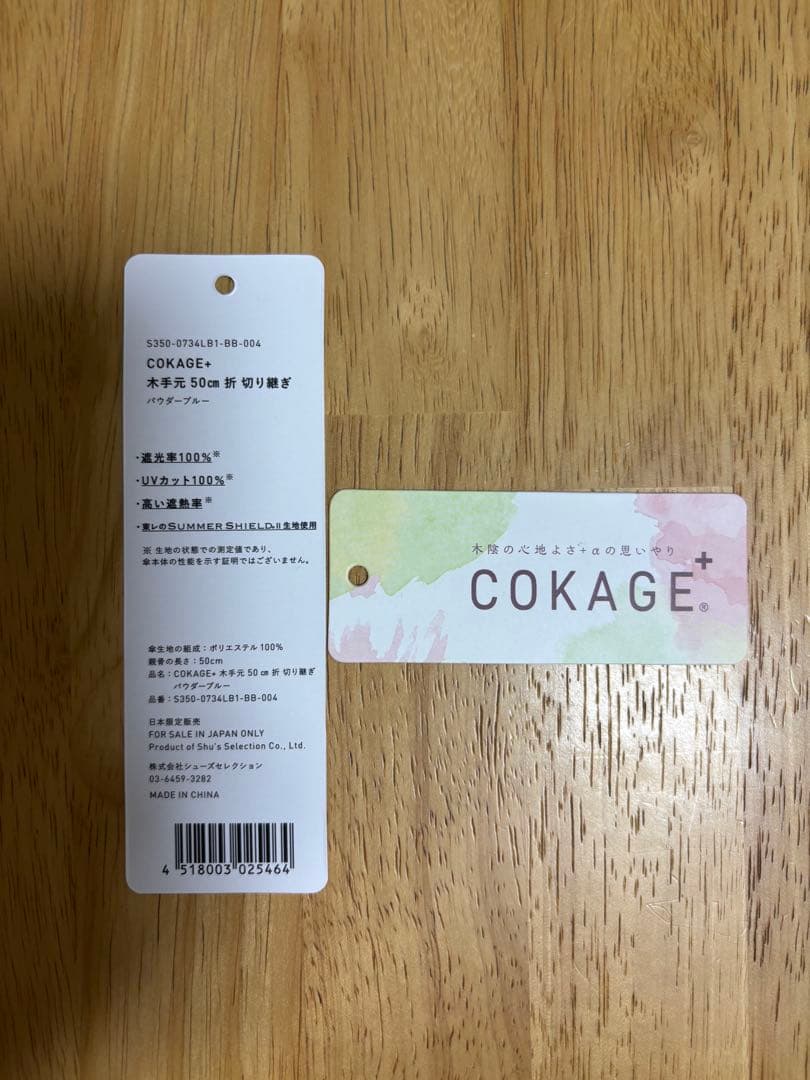 S350-0734LB1-BB-004
COKAGE+
木手元 50㎝ 折 切り継ぎ
パウダーブルー
・遮光率100%※
・UVカット100%※
・高い遮熱率※
・東レのSUMMER SHIELD®II 生地使用
※ 生地の状態での測定値であり、
傘本体の性能を示す証明ではございません。
傘生地の組成：ポリエステル 100%
親骨の長さ：50cm
品名：COKAGE+ 木手元 50 ㎝ 折 切り継ぎ
パウダーブルー
品番：S350-0734LB1-BB-004
日本限定販売
FOR SALE IN JAPAN ONLY
Product of Shu's Selection Co., Ltd.
株式会社シューズセレクション
03-6459-3282
MADE IN CHINA
4 518003 025464
木陰の心地よさ+αの思いやり
COKAGE+®